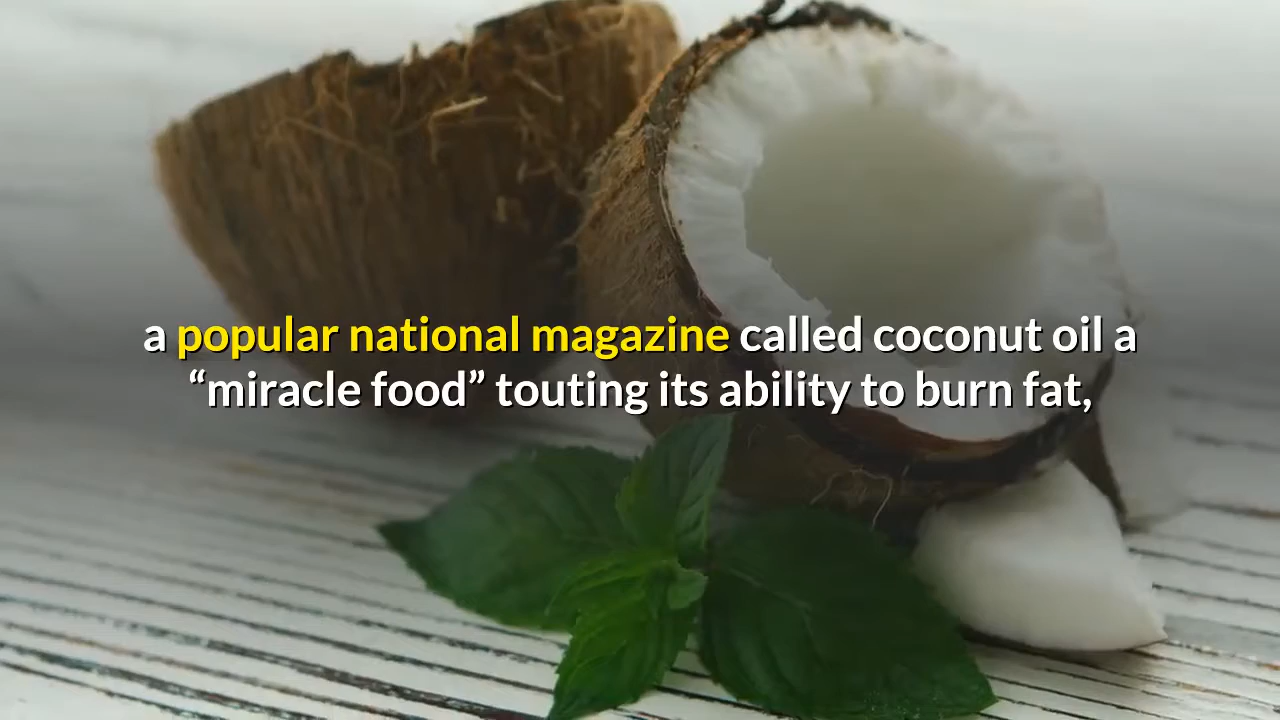 a popular national magazine called coconut oil a
“miracle food” touting its ability to burn fat,